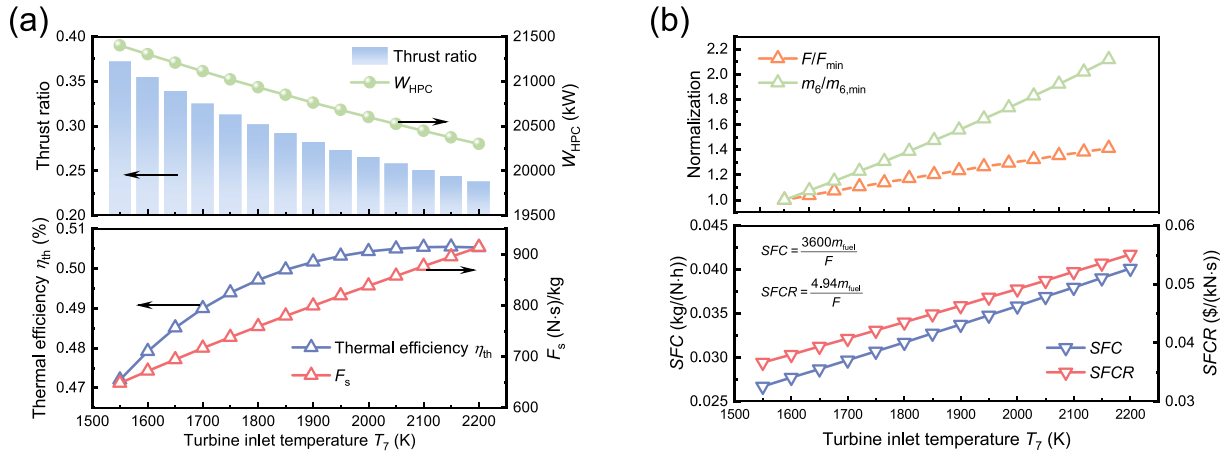 (a)
0.40
0.35
0.30
0.25
0.20
Thrust ratio
Thrust ratio
W_HPC
21500
21000
20500
20000
19500
W_HPC (kW)
0.51
0.50
0.49
0.48
0.47
Thermal efficiency η_th (%)
Thermal efficiency η_th
F_s
900
800
700
600
F_s (N·s)/kg
1500 1600 1700 1800 1900 2000 2100 2200
Turbine inlet temperature T_7 (K)
(b)
2.2
2.0
1.8
1.6
1.4
1.2
1.0
Normalization
F/F_min
m_6/m_6,min
0.045
0.040
0.035
0.030
0.025
SFC (kg/(N·h))
SFC = 3600m_fuel / F
SFCR = 4.94m_fuel / F
SFC
SFCR
0.06
0.05
0.04
0.03
SFCR ($/(kN·s))
1500 1600 1700 1800 1900 2000 2100 2200
Turbine inlet temperature T_7 (K)